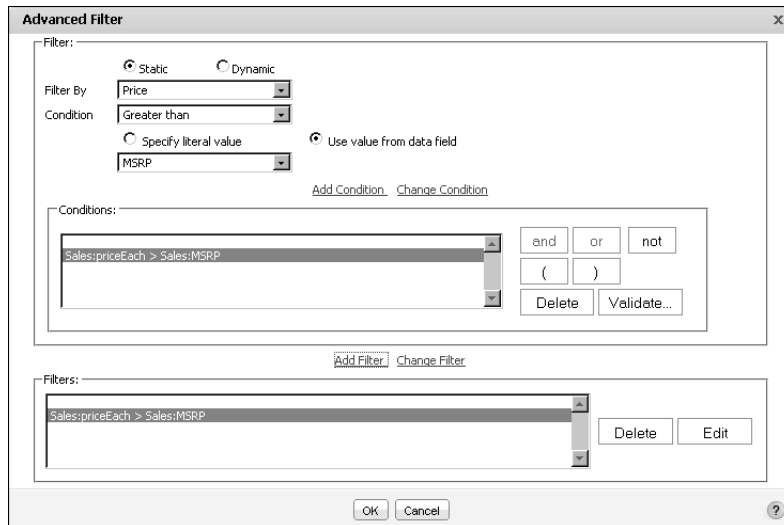 Advanced Filter x
Filter:
Static Dynamic
Filter By Price
Condition Greater than
Specify literal value Use value from data field
MSRP
Add Condition Change Condition
Conditions:
and or not
Sales:priceEach > Sales:MSRP
( )
Delete Validate...
Add Filter Change Filter
Filters:
Sales:priceEach > Sales:MSRP
Delete Edit
OK Cancel ?